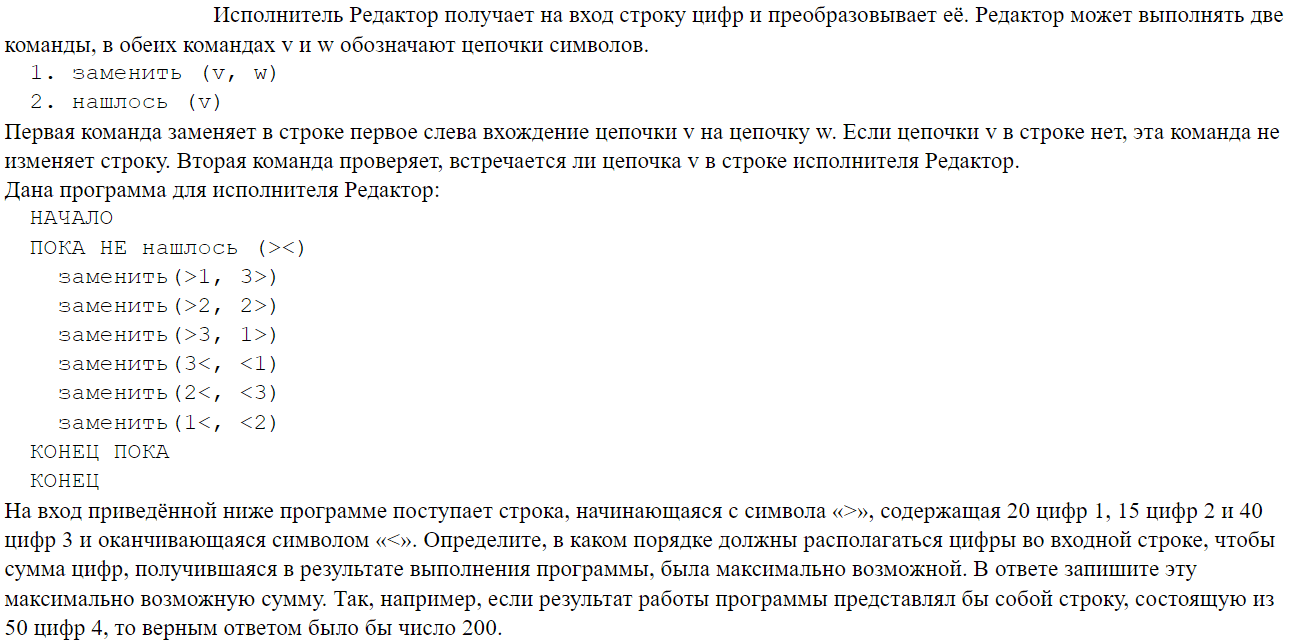 Исполнитель Редактор получает на вход строку цифр и преобразовывает её. Редактор может выполнять две
команды, в обеих командах v и w обозначают цепочки символов.
1. заменить (v, w)
2. нашлось (v)
Первая команда заменяет в строке первое слева вхождение цепочки v на цепочку w. Если цепочки v в строке нет, эта команда не
изменяет строку. Вторая команда проверяет, встречается ли цепочка v в строке исполнителя Редактор.
Дана программа для исполнителя Редактор:
НАЧАЛО
ПОКА НЕ нашлось (><)
заменить(>1, 3>)
заменить(>2, 2>)
заменить(>3, 1>)
заменить(3<, <1)
заменить(2<, <3)
заменить(1<, <2)
КОНЕЦ ПОКА
КОНЕЦ
На вход приведённой ниже программе поступает строка, начинающаяся с символа «>», содержащая 20 цифр 1, 15 цифр 2 и 40
цифр 3 и оканчивающаяся символом «<». Определите, в каком порядке должны располагаться цифры во входной строке, чтобы
сумма цифр, получившаяся в результате выполнения программы, была максимально возможной. В ответе запишите эту
максимально возможную сумму. Так, например, если результат работы программы представлял бы собой строку, состоящую из
50 цифр 4, то верным ответом было бы число 200.